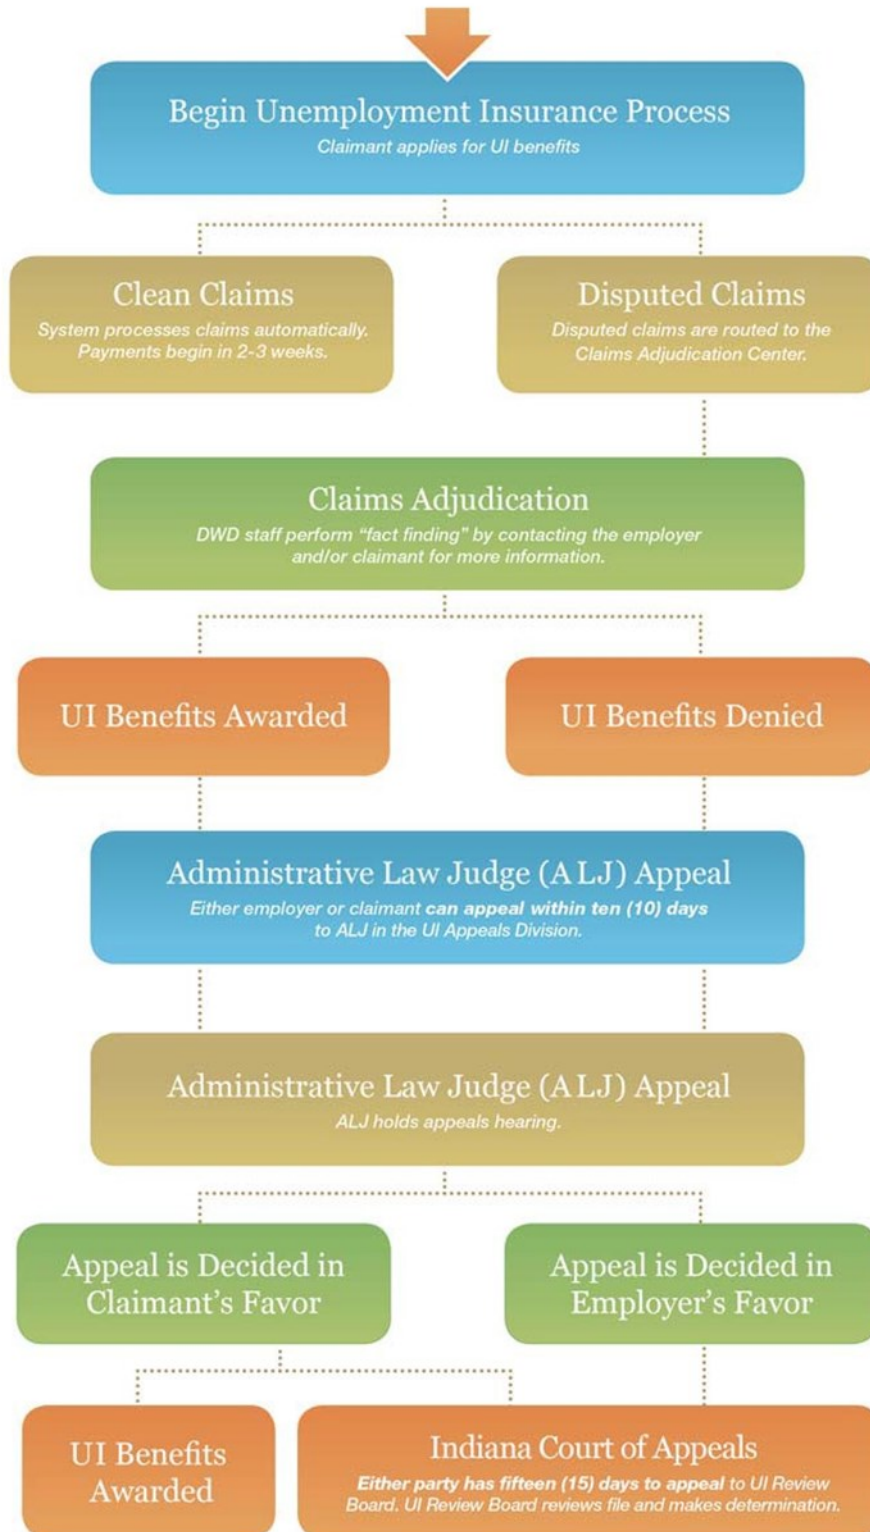 Begin Unemployment Insurance Process
Claimant applies for UI benefits
Clean Claims
System processes claims automatically.
Payments begin in 2-3 weeks.
Disputed Claims
Disputed claims are routed to the
Claims Adjudication Center.
Claims Adjudication
DWD staff perform “fact finding” by contacting the employer
and/or claimant for more information.
UI Benefits Awarded
UI Benefits Denied
Administrative Law Judge (ALJ) Appeal
Either employer or claimant can appeal within ten (10) days
to ALJ in the UI Appeals Division.
Administrative Law Judge (ALJ) Appeal
ALJ holds appeals hearing.
Appeal is Decided in
Claimant’s Favor
Appeal is Decided in
Employer’s Favor
UI Benefits
Awarded
Indiana Court of Appeals
Either party has fifteen (15) days to appeal to UI Review
Board. UI Review Board reviews file and makes determination.